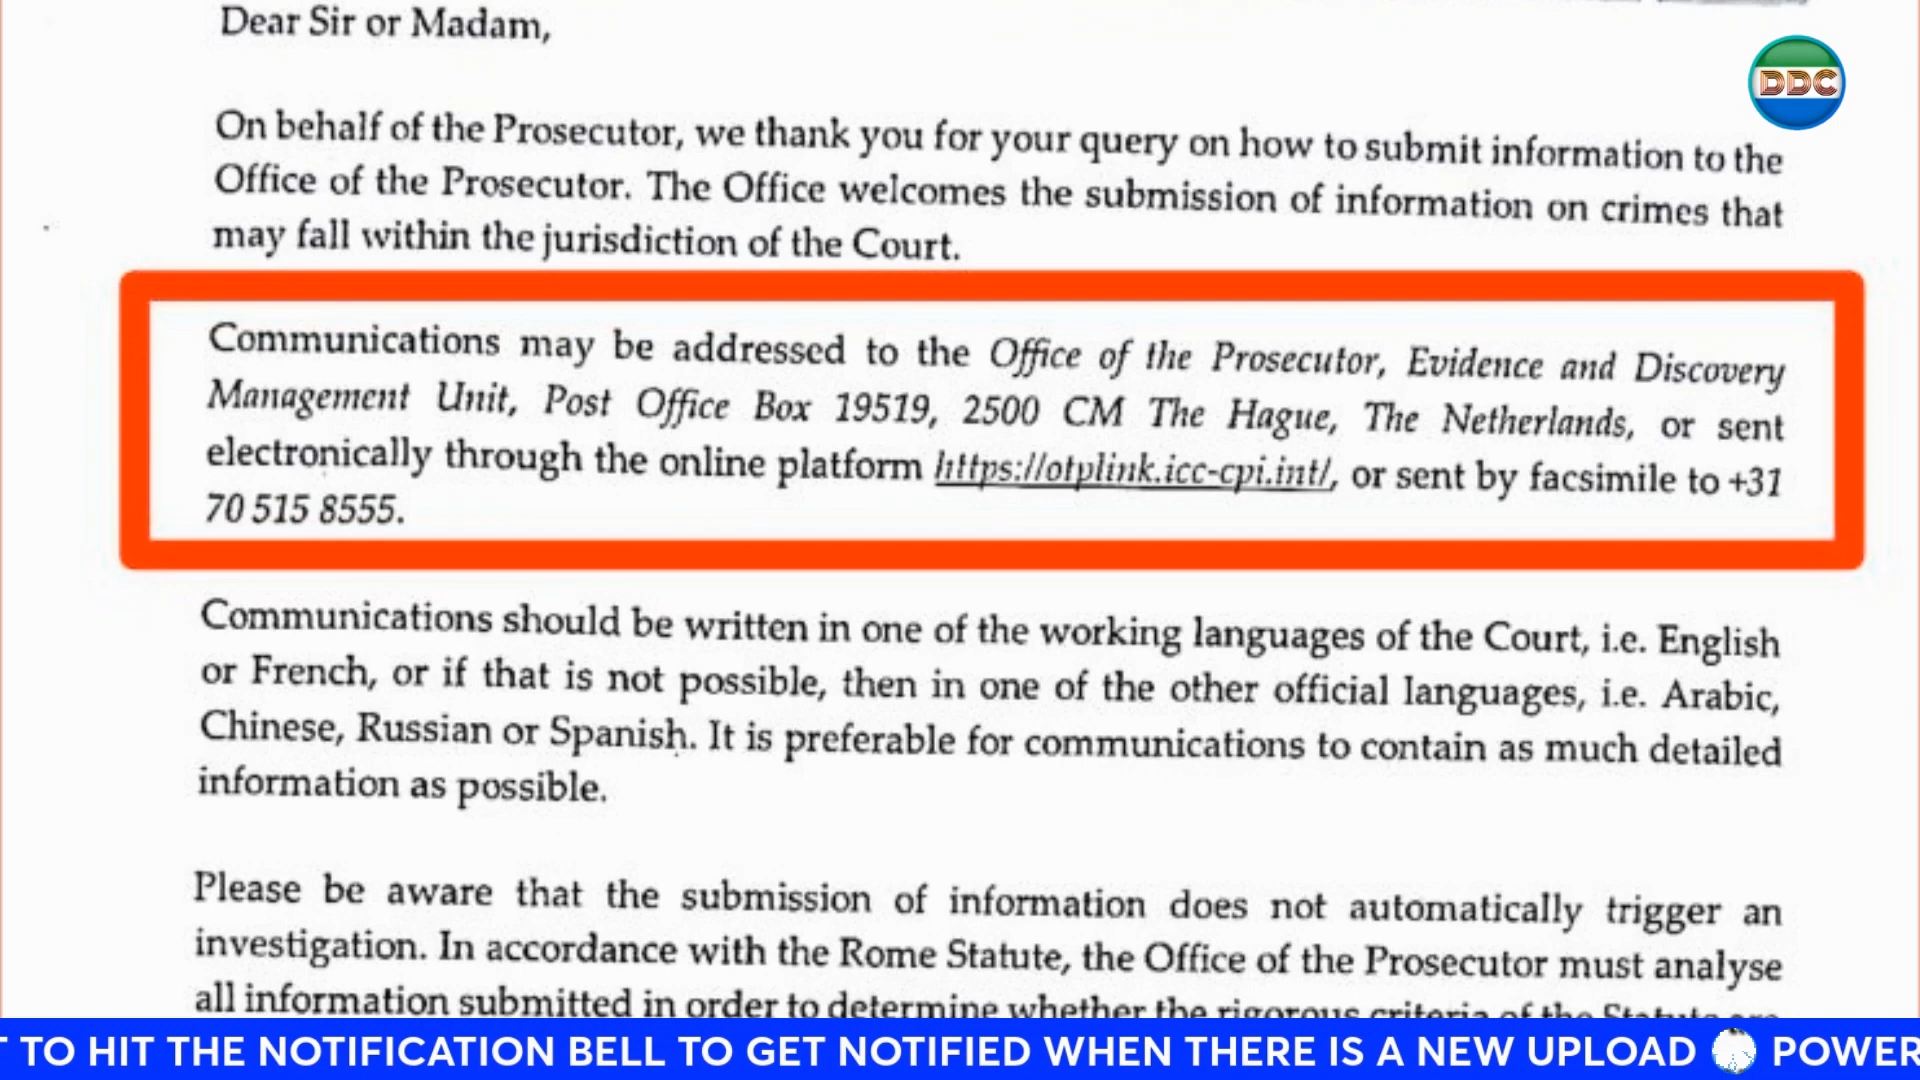 Dear Sir or Madam,
DDC
On behalf of the Prosecutor, we thank you for your query on how to submit information to the
Office of the Prosecutor. The Office welcomes the submission of information on crimes that
may fall within the jurisdiction of the Court.
Communications may be addressed to the Office of the Prosecutor, Evidence and Discovery
Management Unit, Post Office Box 19519, 2500 CM The Hague, The Netherlands, or sent
electronically through the online platform https://otplink.icc-cpi.int/, or sent by facsimile to +31
70 515 8555.
Communications should be written in one of the working languages of the Court, i.e. English
or French, or if that is not possible, then in one of the other official languages, i.e. Arabic,
Chinese, Russian or Spanish. It is preferable for communications to contain as much detailed
information as possible.
Please be aware that the submission of information does not automatically trigger an
investigation. In accordance with the Rome Statute, the Office of the Prosecutor must analyse
all information submitted in order to determine whether the rigorous criteria of the Statute are
T TO HIT THE NOTIFICATION BELL TO GET NOTIFIED WHEN THERE IS A NEW UPLOAD POWER